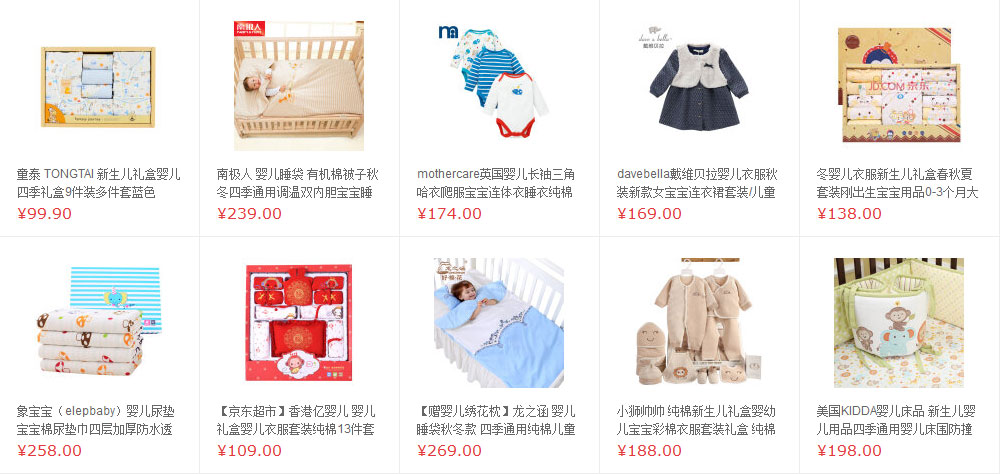 南极人
dave & bella
戴维贝拉
JD.COM 京东
童泰 TONGTAI 新生儿礼盒婴儿
四季礼盒9件装多件套蓝色
¥99.90
南极人 婴儿睡袋 有机棉被子秋
冬四季通用调温双内胆宝宝睡
¥239.00
mothercare英国婴儿长袖三角
哈衣爬服宝宝连体衣睡衣纯棉
¥174.00
davebella戴维贝拉婴儿衣服秋
装新款女宝宝连衣裙套装/儿童
¥169.00
冬婴儿衣服新生儿礼盒春秋夏
套装刚出生宝宝用品0-3个月大
¥138.00
龙之涵
好棉·花
象宝宝（elepbaby）婴儿尿垫
宝宝棉尿垫巾四层加厚防水透
¥258.00
【京东超市】香港亿婴儿 婴儿
礼盒婴儿衣服套装纯棉13件套
¥109.00
【赠婴儿绣花枕】龙之涵 婴儿
睡袋秋冬款 四季通用纯棉儿童
¥269.00
小狮帅帅 纯棉新生儿礼盒婴幼
儿宝宝彩棉衣服套装礼盒 纯棉
¥188.00
美国KIDDA婴儿床品 新生儿婴
儿用品四季通用婴儿床围防撞
¥198.00